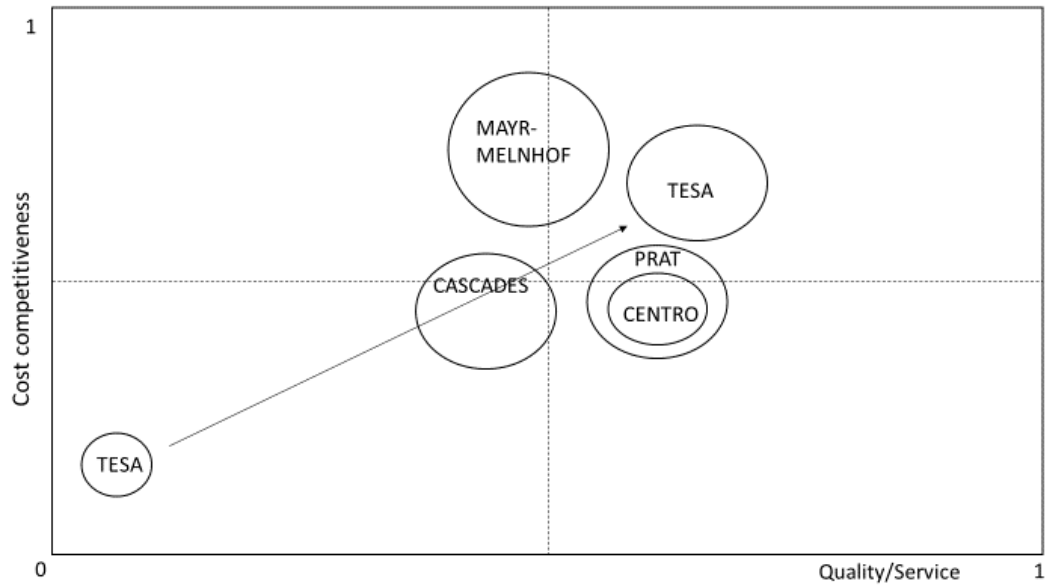 1
MAYR-
MELNHOF
TESA
Cost competitiveness
PRAT
CASCADES
CENTRO
TESA
0
Quality/Service
1